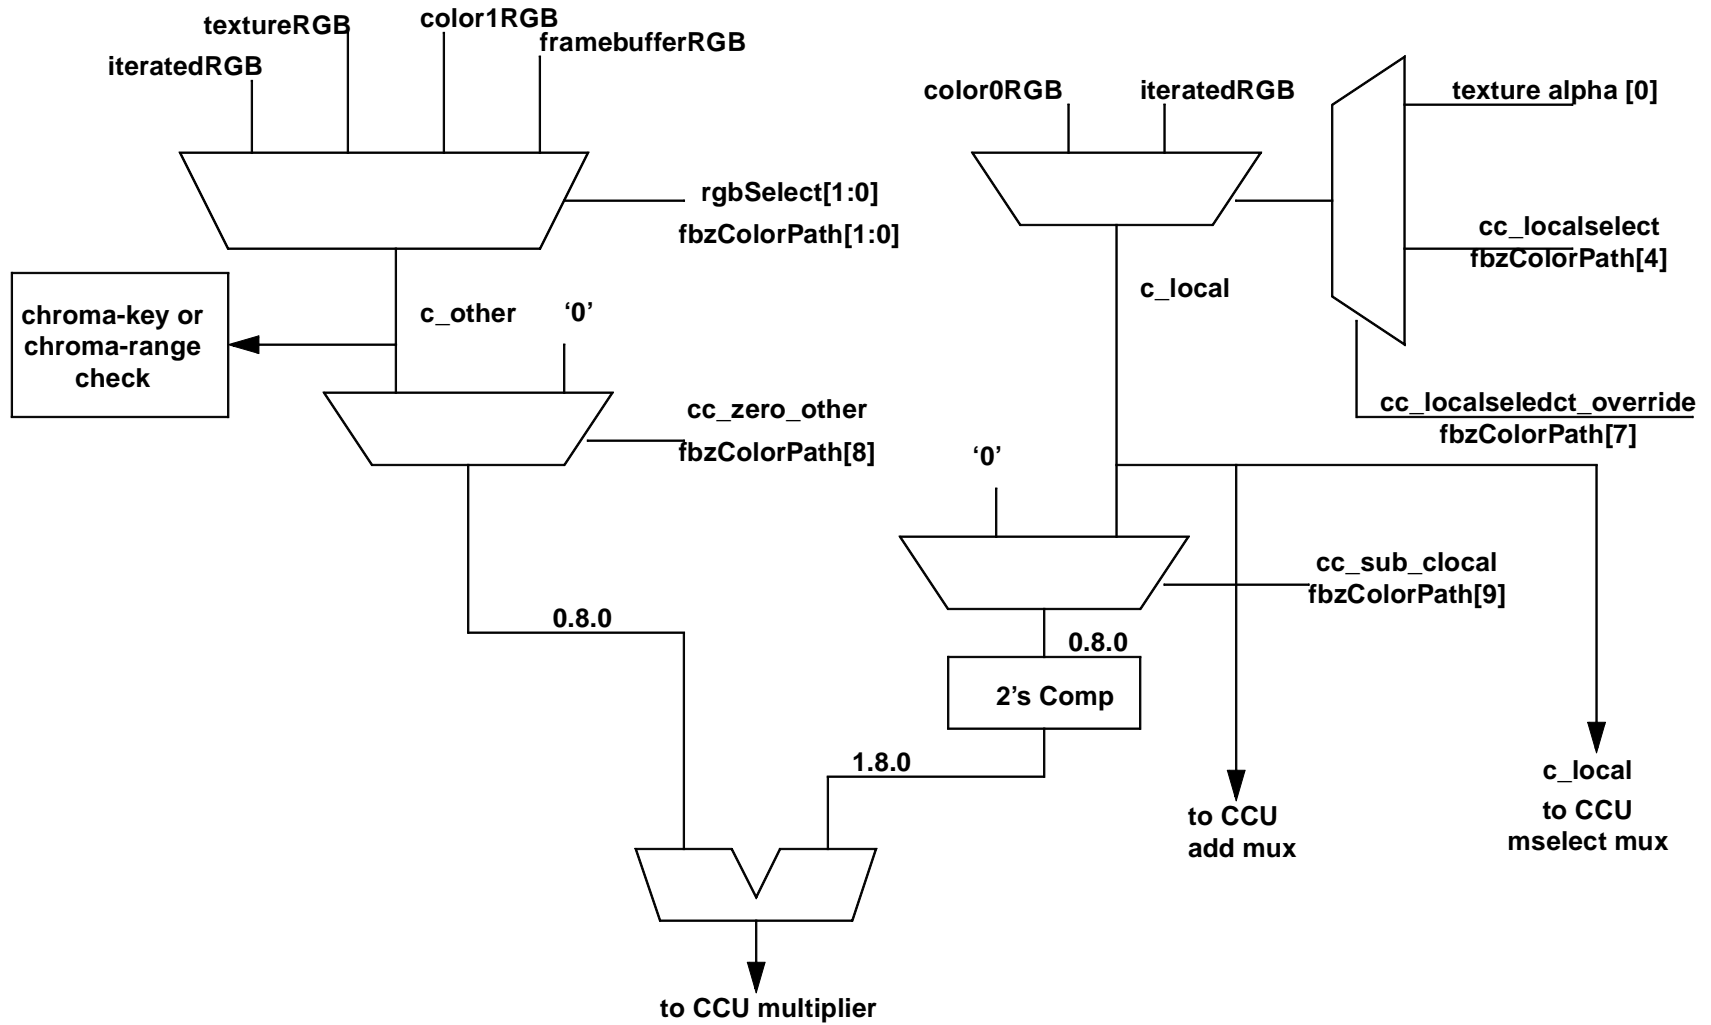 textureRGB
color1RGB
framebufferRGB
iteratedRGB
color0RGB
iteratedRGB
texture alpha [0]
rgbSelect[1:0]
fbzColorPath[1:0]
cc_localselect
fbzColorPath[4]
c_local
chroma-key or
chroma-range
check
c_other
‘0’
cc_localseledct_override
fbzColorPath[7]
cc_zero_other
fbzColorPath[8]
‘0’
cc_sub_clocal
fbzColorPath[9]
0.8.0
0.8.0
2’s Comp
1.8.0
c_local
to CCU
mselect mux
to CCU
add mux
to CCU multiplier